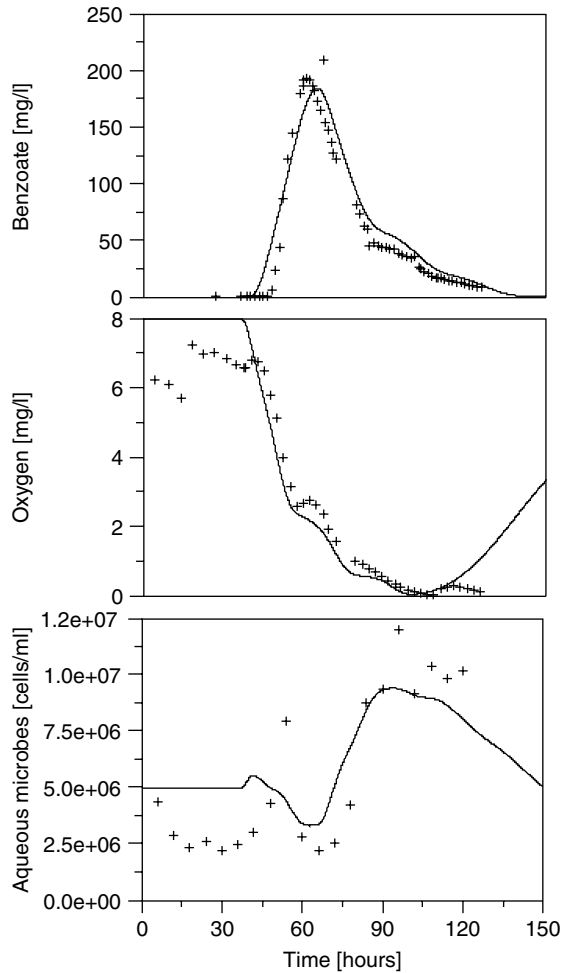 250
200
150
100
50
0
Benzoate [mg/l]
8
6
4
2
0
Oxygen [mg/l]
1.2e+07
1.0e+07
7.5e+06
5.0e+06
2.5e+06
0.0e+00
Aqueous microbes [cells/ml]
0 30 60 90 120 150
Time [hours]